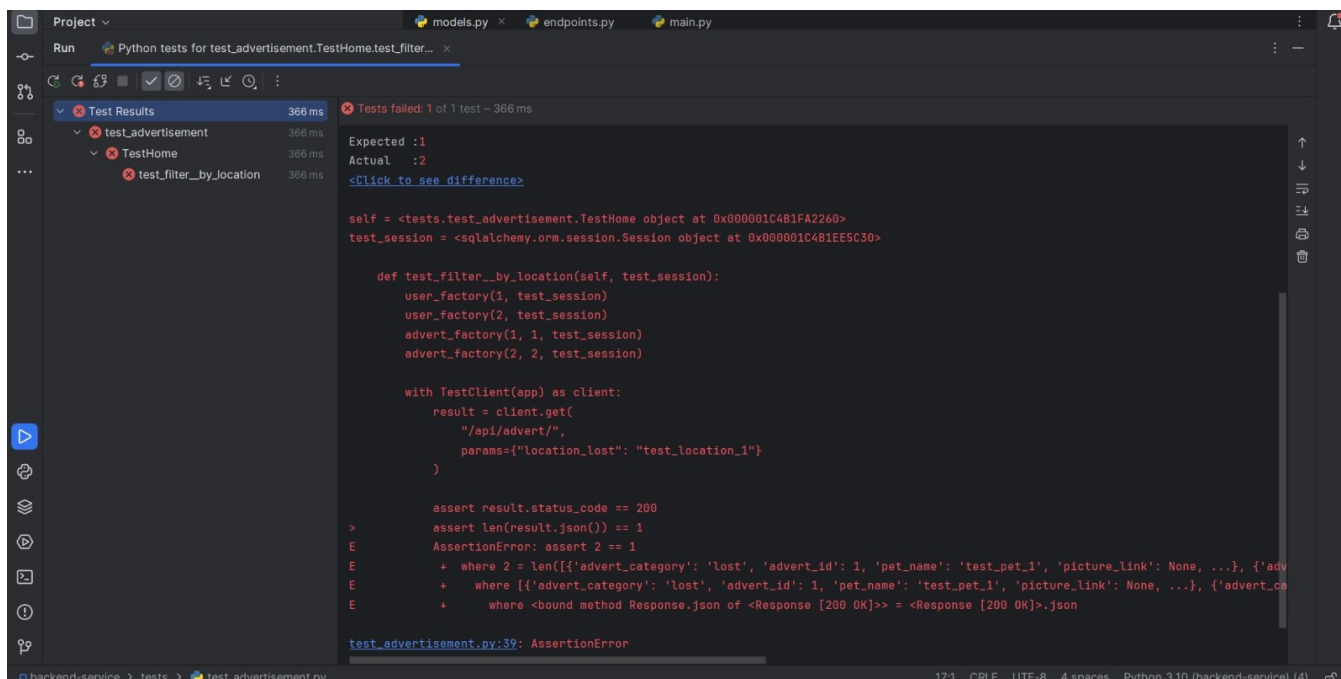 Project
models.py
endpoints.py
main.py
Run
Python tests for test_advertisement.TestHome.test_filter...
Test Results 366 ms
test_advertisement 366 ms
TestHome 366 ms
test_filter__by_location 366 ms
Tests failed: 1 of 1 test – 366 ms
Expected :1
Actual   :2
<Click to see difference>
self = <tests.test_advertisement.TestHome object at 0x000001C4B1FA2260>
test_session = <sqlalchemy.orm.session.Session object at 0x000001C4B1EE5C30>
def test_filter__by_location(self, test_session):
user_factory(1, test_session)
user_factory(2, test_session)
advert_factory(1, 1, test_session)
advert_factory(2, 2, test_session)
with TestClient(app) as client:
result = client.get(
"/api/advert/",
params={"location_lost": "test_location_1"}
)
assert result.status_code == 200
> assert len(result.json()) == 1
E AssertionError: assert 2 == 1
E + where 2 = len([{'advert_category': 'lost', 'advert_id': 1, 'pet_name': 'test_pet_1', 'picture_link': None, ...}, {'adv
E + where [{'advert_category': 'lost', 'advert_id': 1, 'pet_name': 'test_pet_1', 'picture_link': None, ...}, {'advert_ca
E + where <bound method Response.json of <Response [200 OK]>> = <Response [200 OK]>.json
test_advertisement.py:39: AssertionError
backend-service > tests > test_advertisement.py
17:1 CRLF UTF-8 4 spaces Python 3.10 (backend-service) (4)